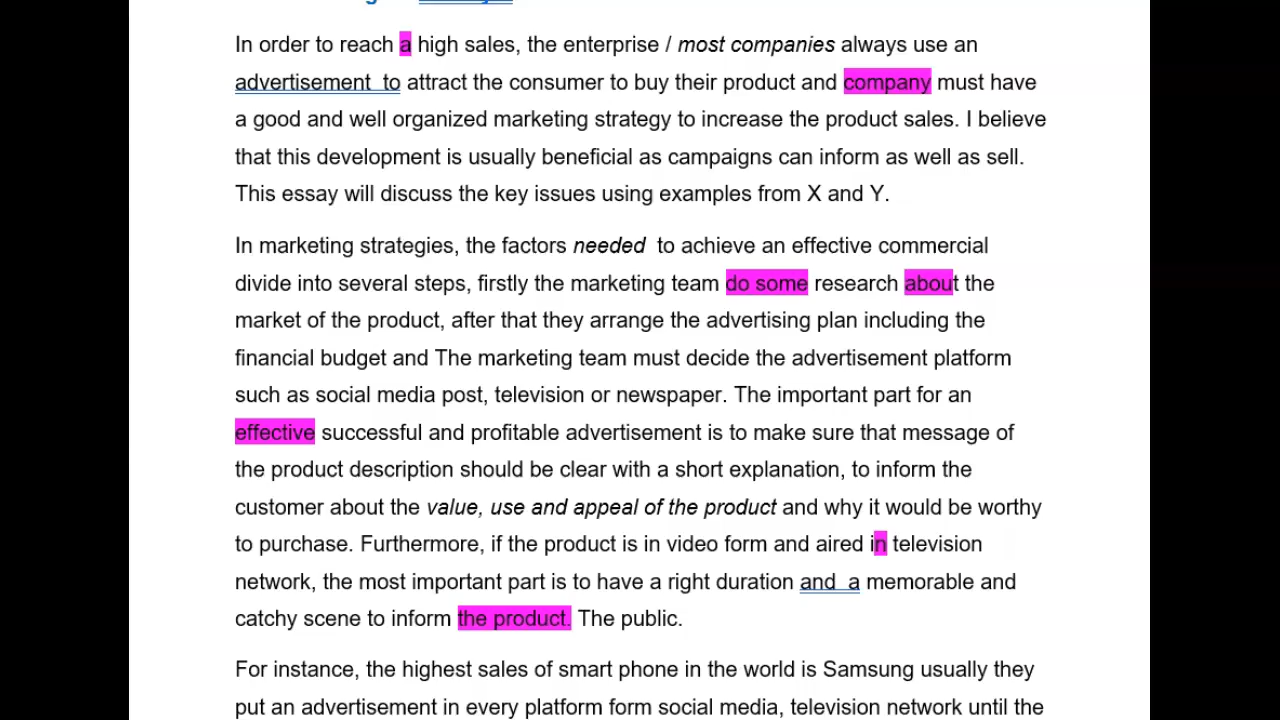 In order to reach a high sales, the enterprise / most companies always use an
advertisement  to attract the consumer to buy their product and company must have
a good and well organized marketing strategy to increase the product sales. I believe
that this development is usually beneficial as campaigns can inform as well as sell.
This essay will discuss the key issues using examples from X and Y.
In marketing strategies, the factors needed  to achieve an effective commercial
divide into several steps, firstly the marketing team do some research about the
market of the product, after that they arrange the advertising plan including the
financial budget and The marketing team must decide the advertisement platform
such as social media post, television or newspaper. The important part for an
effective successful and profitable advertisement is to make sure that message of
the product description should be clear with a short explanation, to inform the
customer about the value, use and appeal of the product and why it would be worthy
to purchase. Furthermore, if the product is in video form and aired in television
network, the most important part is to have a right duration and  a memorable and
catchy scene to inform the product. The public.
For instance, the highest sales of smart phone in the world is Samsung usually they
put an advertisement in every platform form social media, television network until the